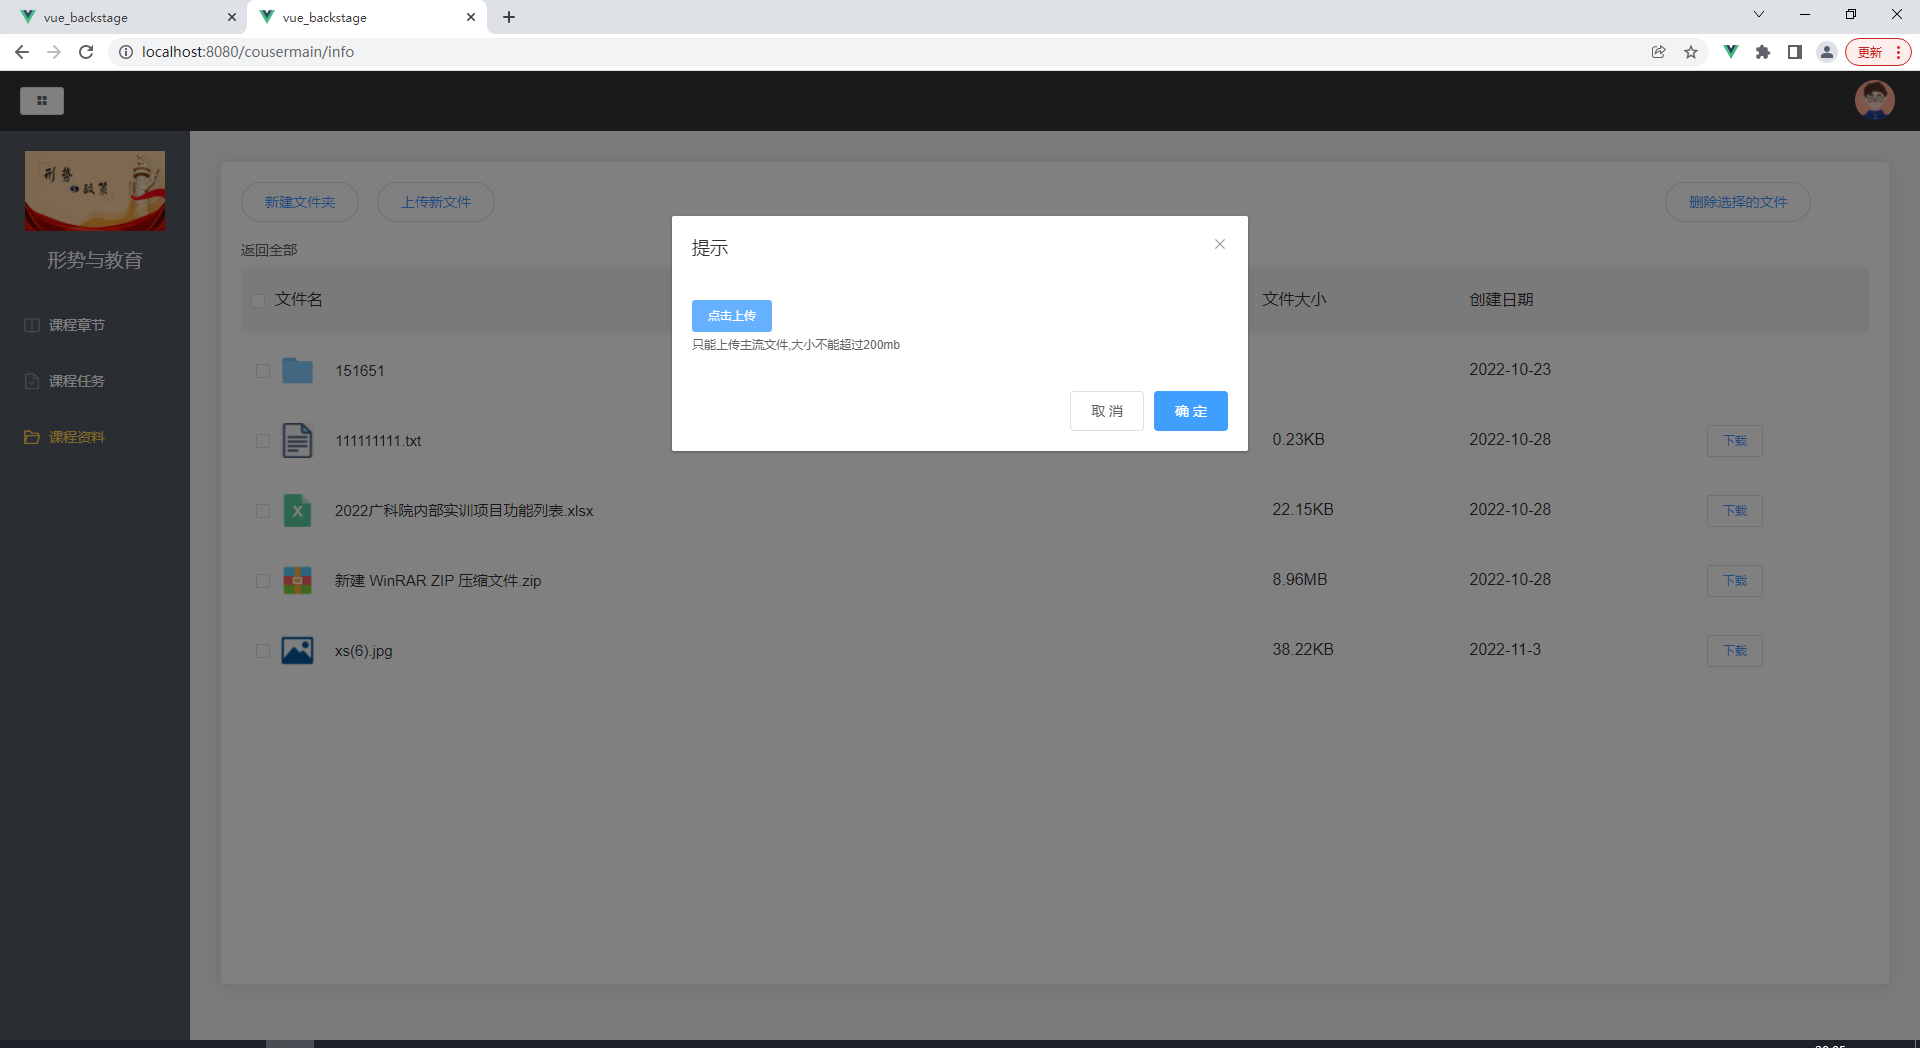 vue_backstage
vue_backstage
localhost:8080/cousermain/info
更新
形势与政策
形势与教育
课程章节
课程任务
课程资料
新建文件夹 上传新文件 删除选择的文件
返回全部
文件名 文件大小 创建日期
151651 2022-10-23
111111111.txt 0.23KB 2022-10-28 下载
2022广科院内部实训项目功能列表.xlsx 22.15KB 2022-10-28 下载
新建 WinRAR ZIP 压缩文件.zip 8.96MB 2022-10-28 下载
xs(6).jpg 38.22KB 2022-11-3 下载
提示
点击上传
只能上传主流文件,大小不能超过200mb
取 消 确 定